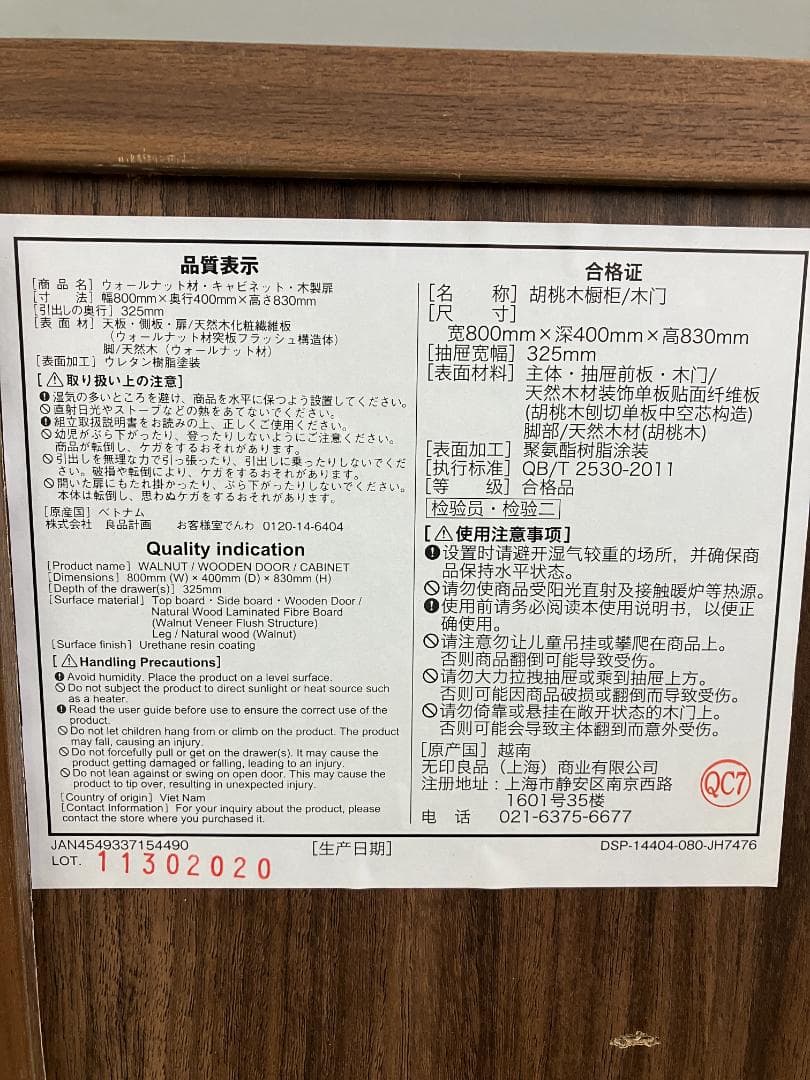 品質表示
[商 品 名] ウォールナット材・キャビネット・木製扉
[寸　　法] 幅800mm×奥行400mm×高さ830mm
[引出しの奥行] 325mm
[表 面 材] 天板・側板・扉/天然木化粧繊維板
(ウォールナット材突板フラッシュ構造体)
脚/天然木（ウォールナット材）
[表面加工] ウレタン樹脂塗装
[⚠取り扱い上の注意]
湿気の多いところを避け、商品を水平に保つよう設置してください。
直射日光やストーブなどの熱をあてないでください。
組立取扱説明書をお読みの上、正しくご使用ください。
幼児がぶら下がったり、登ったりしないようにご注意ください。
商品が転倒し、ケガをするおそれがあります。
引出しを無理な力で引っ張ったり、引出しに乗ったりしないでくだ
さい。破損や転倒により、ケガをするおそれがあります。
開いた扉にもたれ掛かったり、ぶら下がったりしないでください。
本体は転倒し、思わぬケガをするおそれがあります。
[原産国] ベトナム
株式会社　良品計画　　お客様室でんわ 0120-14-6404
Quality indication
[Product name] WALNUT / WOODEN DOOR / CABINET
[Dimensions] 800mm (W) × 400mm (D) × 830mm (H)
[Depth of the drawer(s)] 325mm
[Surface material] Top board・Side board・Wooden Door /
Natural Wood Laminated Fibre Board
(Walnut Veneer Flush Structure)
Leg / Natural wood (Walnut)
[Surface finish] Urethane resin coating
[⚠Handling Precautions]
Avoid humidity. Place the product on a level surface.
Do not subject the product to direct sunlight or heat source such
as a heater.
Read the user guide before use to ensure the correct use of the
product.
Do not let children hang from or climb on the product. The product
may fall, causing an injury.
Do not forcefully pull or get on the drawer(s). It may cause the
product getting damaged or falling, leading to an injury.
Do not lean against or swing on open door. This may cause the
product to tip over, resulting in unexpected injury.
[Country of origin] Viet Nam
[Contact Information] For your inquiry about the product, please
contact the store where you purchased it.
合格证
[名　　称] 胡桃木橱柜/木门
[尺　　寸]
宽800mm×深400mm×高830mm
[抽屉宽幅] 325mm
[表面材料] 主体・抽屉前板・木门/
天然木材装饰单板贴面纤维板
(胡桃木刨切单板中空芯构造)
脚部/天然木材(胡桃木)
[表面加工] 聚氨酯树脂涂装
[执行标准] QB/T 2530-2011
[等　　级] 合格品
检验员・检验二
[⚠使用注意事项]
设置时请避开湿气较重的场所，并确保商
品保持水平状态。
请勿使商品受阳光直射及接触暖炉等热源。
使用前请务必阅读本使用说明书，以便正
确使用。
请注意勿让儿童吊挂或攀爬在商品上。
否则商品翻倒可能导致受伤。
请勿大力拉拽抽屉或乘到抽屉上方。
否则可能因商品破损或翻倒而导致受伤。
请勿倚靠或悬挂在敞开状态的木门上。
否则可能会导致主体翻到而意外受伤。
[原产国] 越南
无印良品（上海）商业有限公司
注册地址：上海市静安区南京西路
1601号35楼
电　话　　021-6375-6677
QC7
JAN4549337154490
[生产日期]
DSP-14404-080-JH7476
LOT. 11302020